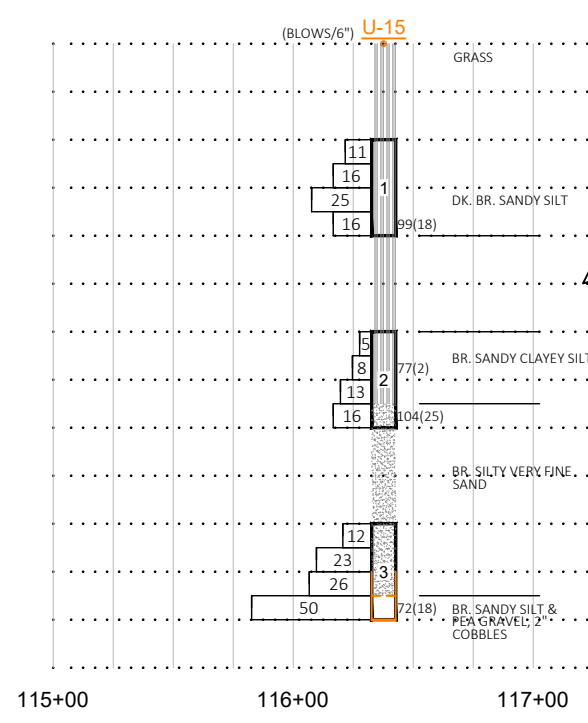 (BLOWS/6") U-15
GRASS
11
16
1
25
DK. BR. SANDY SILT
16
99(18)
4
5
BR. SANDY CLAYEY SILT
8
77(2)
2
13
16
104(25)
BR. SILTY VERY FINE
SAND
12
23
3
26
50
72(18)
BR. SANDY SILT &
PEA GRAVEL, 2"
COBBLES
115+00 116+00 117+00